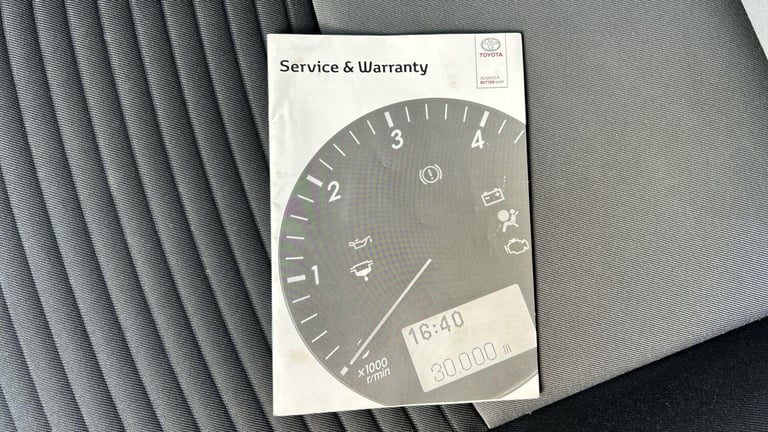 TOYOTA
ALWAYS A
BETTER WAY
Service & Warranty
3
4
2
1
16:40
30.000
x1000
r/min